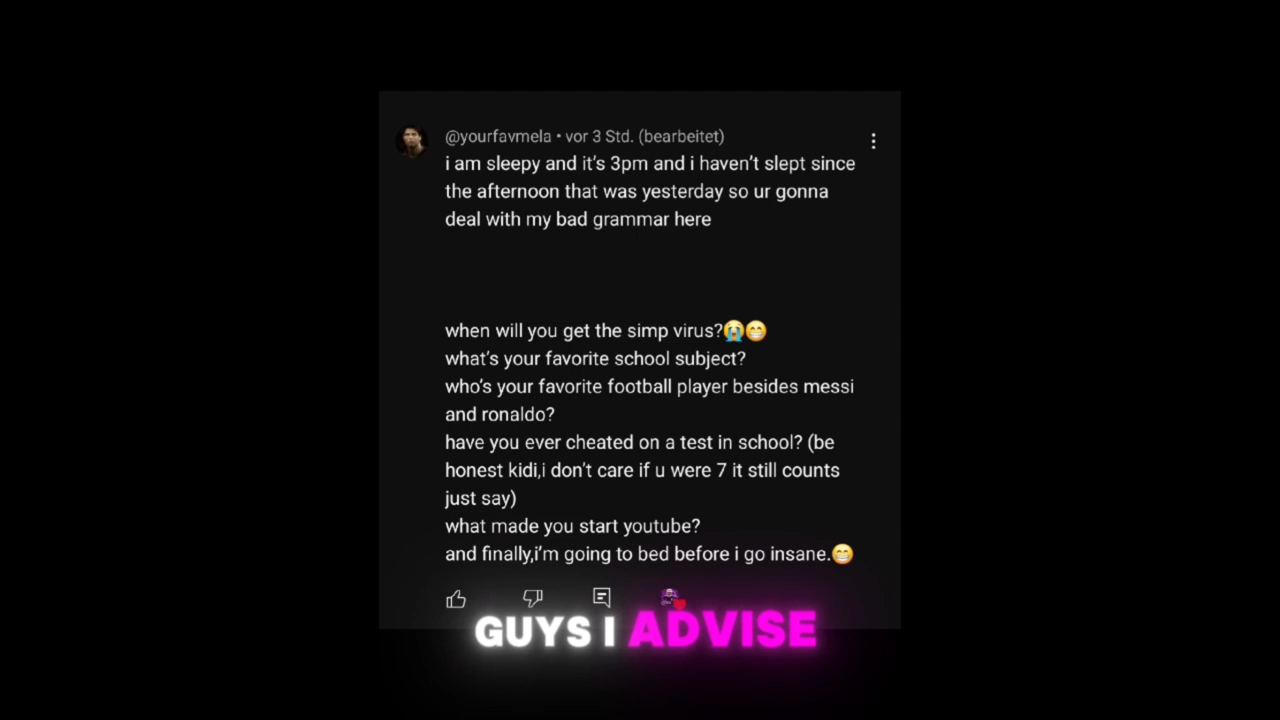 @yourfavmela • vor 3 Std. (bearbeitet)
i am sleepy and it's 3pm and i haven't slept since
the afternoon that was yesterday so ur gonna
deal with my bad grammar here
when will you get the simp virus?😭😁
what's your favorite school subject?
who's your favorite football player besides messi
and ronaldo?
have you ever cheated on a test in school? (be
honest kidi,i don't care if u were 7 it still counts
just say)
what made you start youtube?
and finally,i'm going to bed before i go insane.😁
GUYS I ADVISE